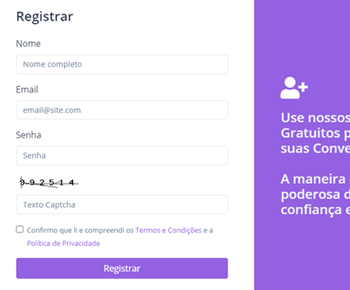 Registrar
Nome
Nome completo
Email
email@site.com
Senha
Senha
992514
Texto Captcha
Confirmo que li e compreendi os Termos e Condições e a
Política de Privacidade
Registrar
Use nossos
Gratuitos p
suas Conve
A maneira
poderosa d
confiança e